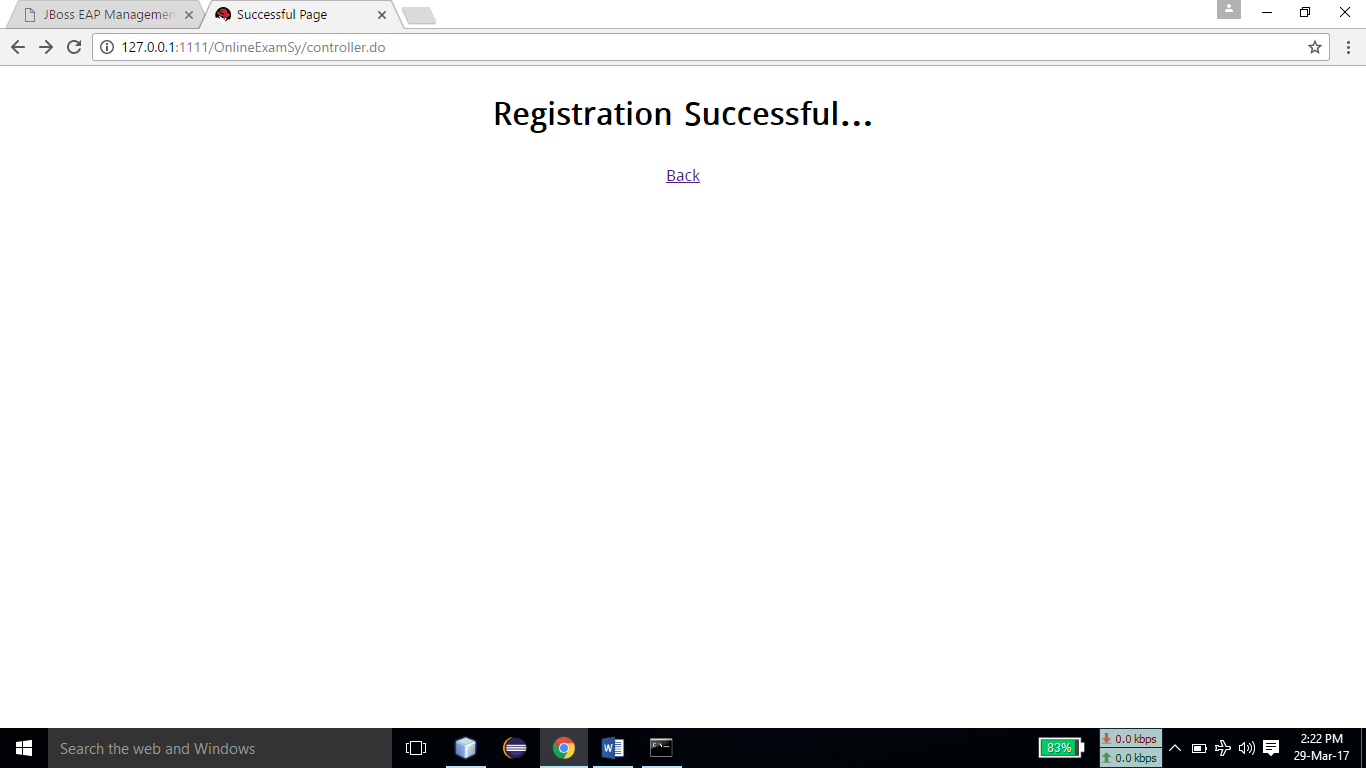 JBoss EAP Managemen
Successful Page
127.0.0.1:1111/OnlineExamSy/controller.do
Registration Successful...
Back
Search the web and Windows
83%
0.0 kbps
0.0 kbps
2:22 PM
29-Mar-17